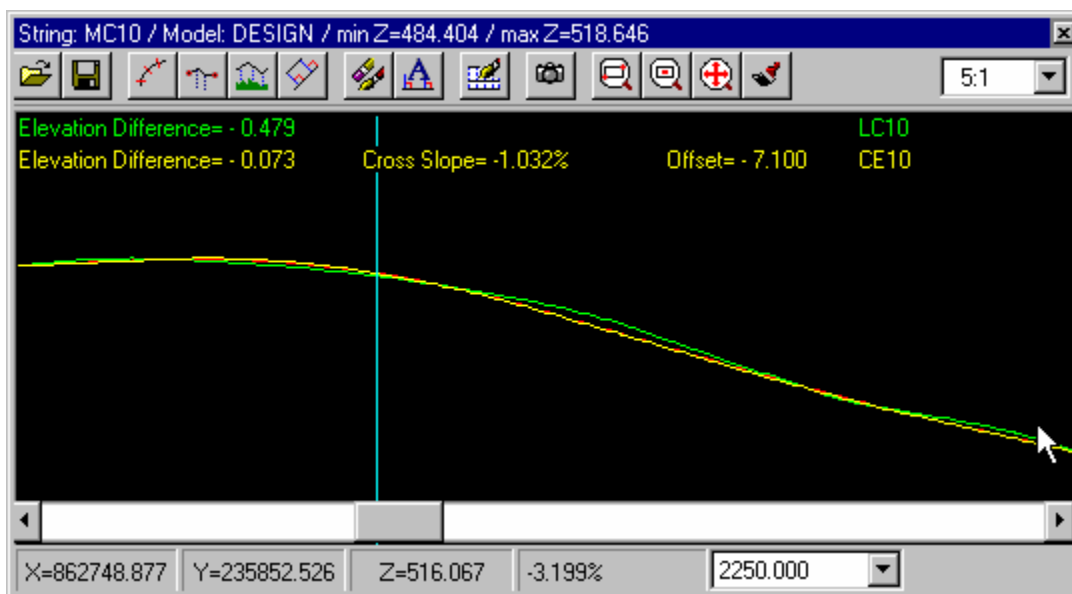 String: MC10 / Model: DESIGN / min Z=484.404 / max Z=518.646
5:1
Elevation Difference= - 0.479 LC10
Elevation Difference= - 0.073 Cross Slope= -1.032% Offset= - 7.100 CE10
X=862748.877 Y=235852.526 Z=516.067 -3.199% 2250.000